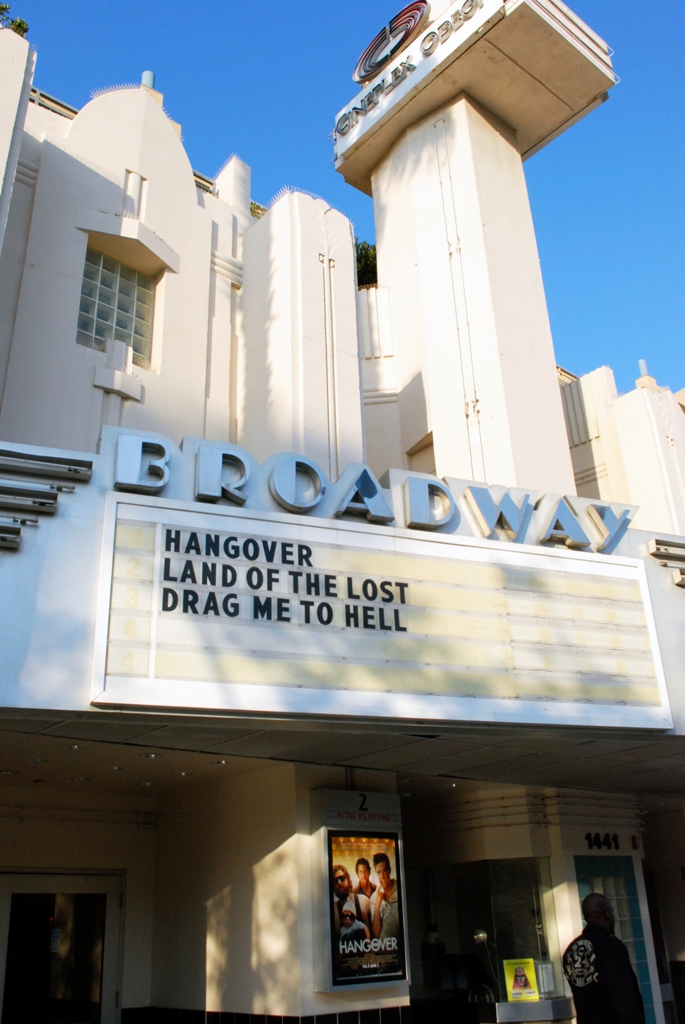 CINEPLEX ODEON
BROADWAY
HANGOVER
LAND OF THE LOST
DRAG ME TO HELL
2
NOW PLAYING
HANGOVER
1441